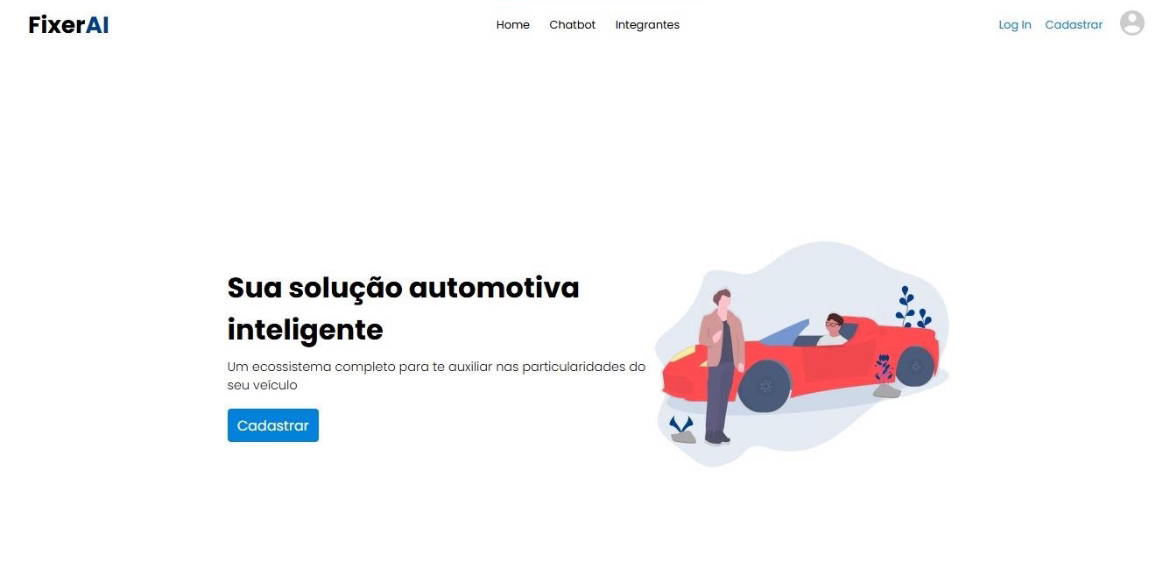 FixerAI
Home Chatbot Integrantes
Log In Cadastrar
Sua solução automotiva
inteligente
Um ecossistema completo para te auxiliar nas particularidades do
seu veículo
Cadastrar